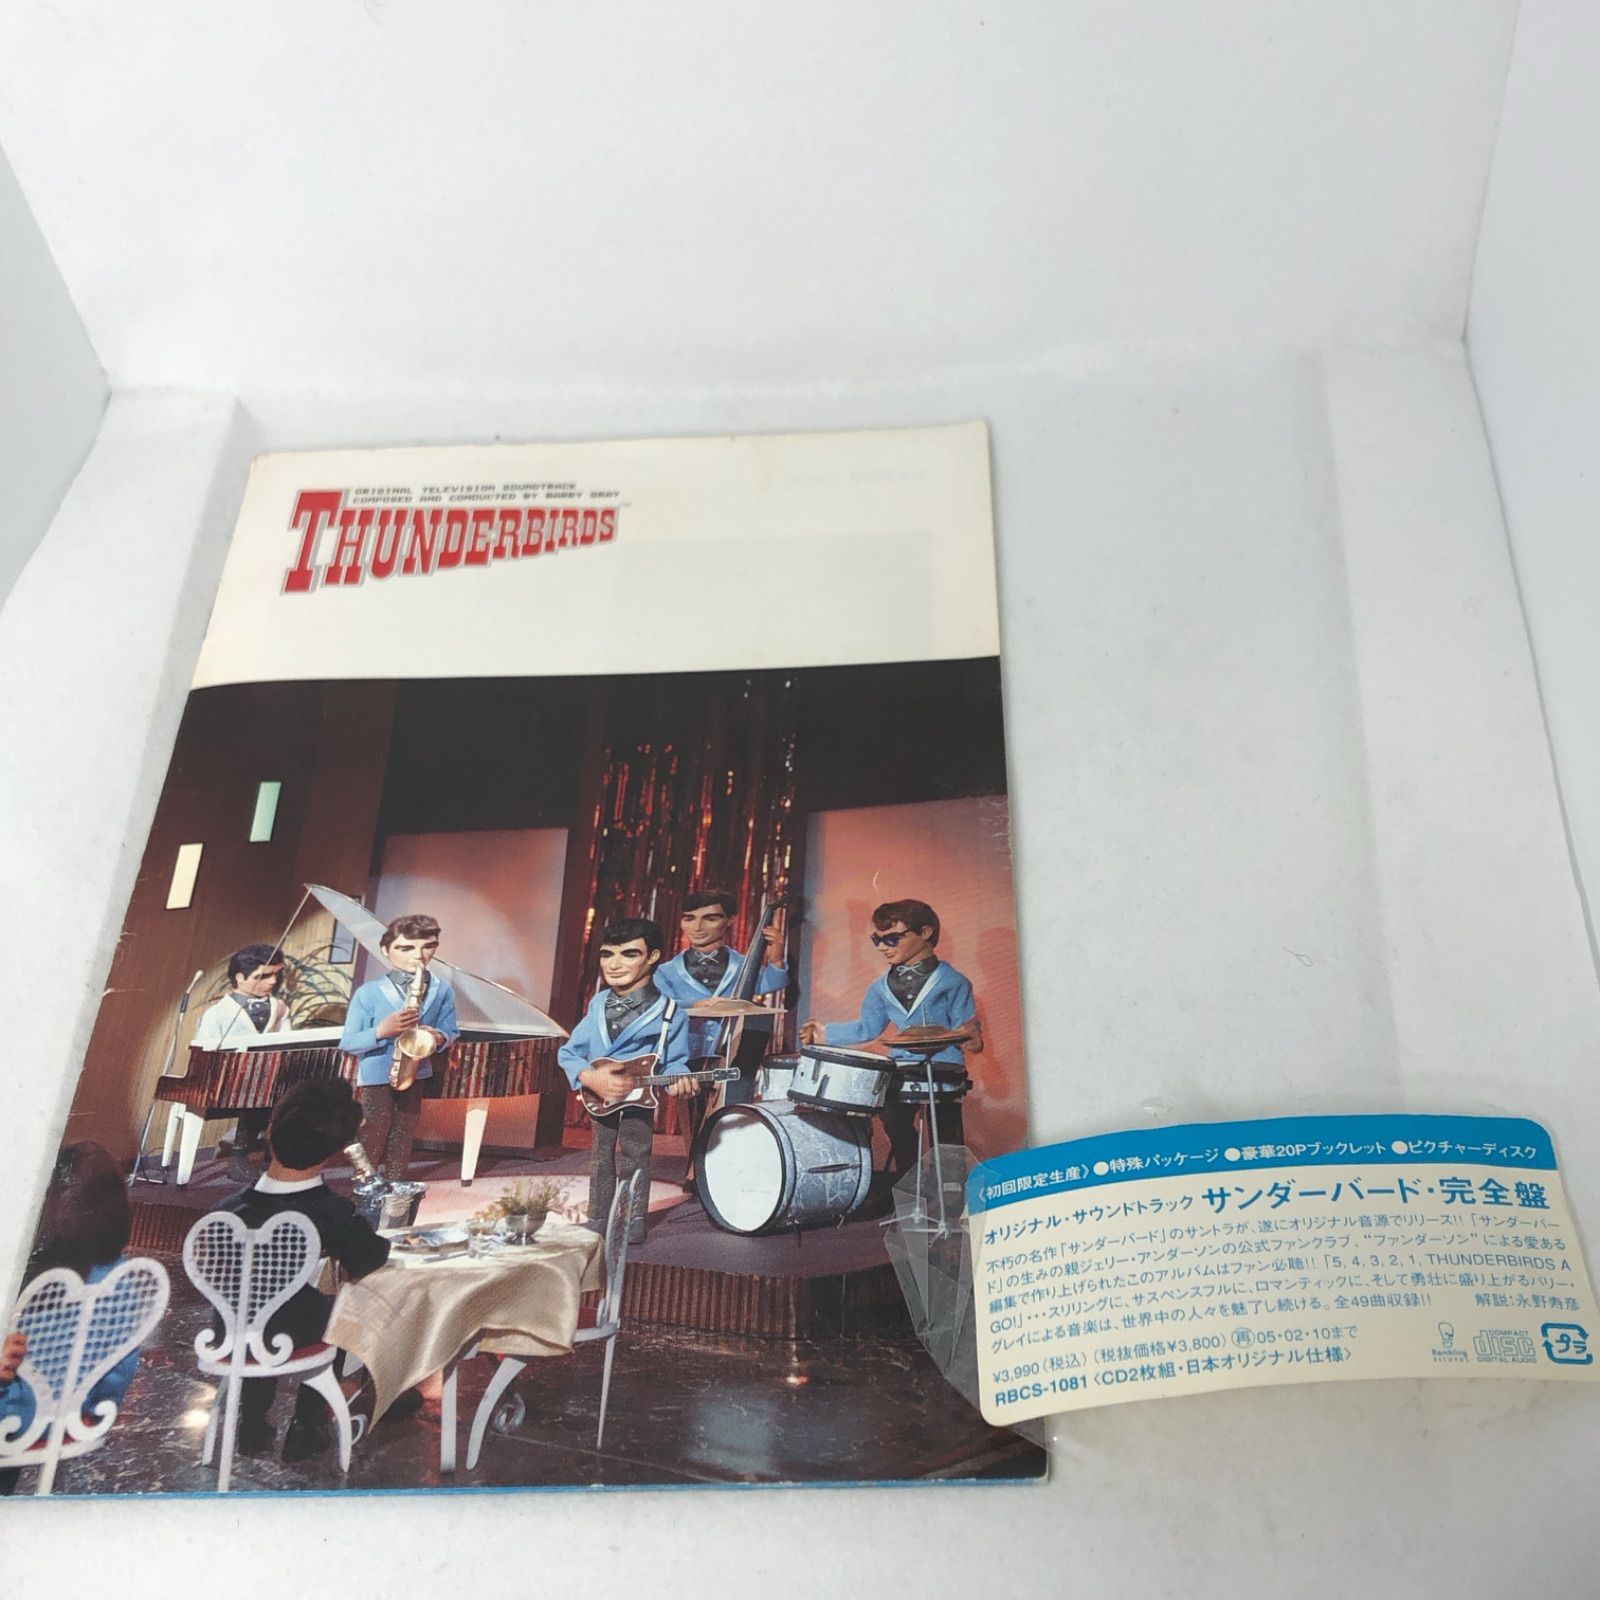 ORIGINAL TELEVISION SOUNDTRACK
COMPOSED AND CONDUCTED BY BARRY GRAY
THUNDERBIRDS
《初回限定生産》●特殊パッケージ ●豪華20Pブックレット ●ピクチャーディスク
オリジナル・サウンドトラック サンダーバード・完全盤
不朽の名作「サンダーバード」のサントラが、遂にオリジナル音源でリリース!! 「サンダーバー
ド」の生みの親ジェリー・アンダーソンの公式ファンクラブ、“ファンダーソン”による愛ある
編集で作り上げられたこのアルバムはファン必聴!! 「5, 4, 3, 2, 1, THUNDERBIRDS A
GO!」・・・スリリングに、サスペンスフルに、ロマンティックに、そして勇壮に盛り上がるバリー・
グレイによる音楽は、世界中の人々を魅了し続ける。全49曲収録!! 解説:永野寿彦
¥3,990(税込)(税抜価格¥3,800) 再05・02・10まで
RBCS-1081〈CD2枚組・日本オリジナル仕様〉
Rambling RECORDS
COMPACT disc DIGITAL AUDIO
プラ